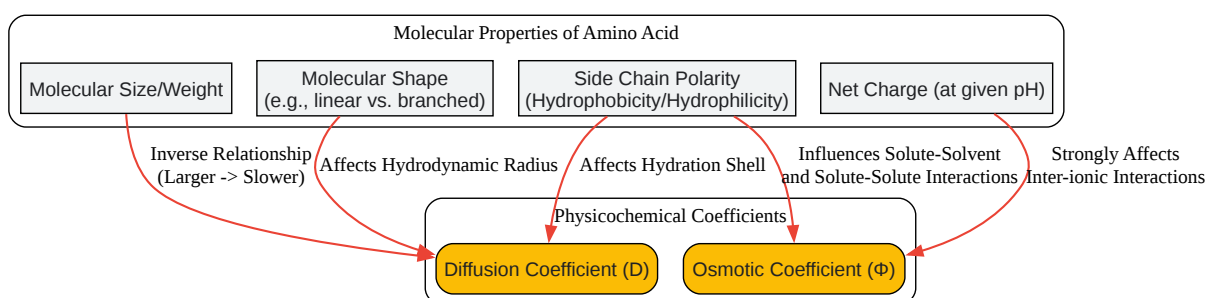 Molecular Properties of Amino Acid
Molecular Size/Weight
Molecular Shape
(e.g., linear vs. branched)
Side Chain Polarity
(Hydrophobicity/Hydrophilicity)
Net Charge (at given pH)
Inverse Relationship
(Larger -> Slower)
Affects Hydrodynamic Radius
Affects Hydration Shell
Influences Solute-Solvent
and Solute-Solute Interactions
Strongly Affects
Inter-ionic Interactions
Physicochemical Coefficients
Diffusion Coefficient (D)
Osmotic Coefficient (Φ)